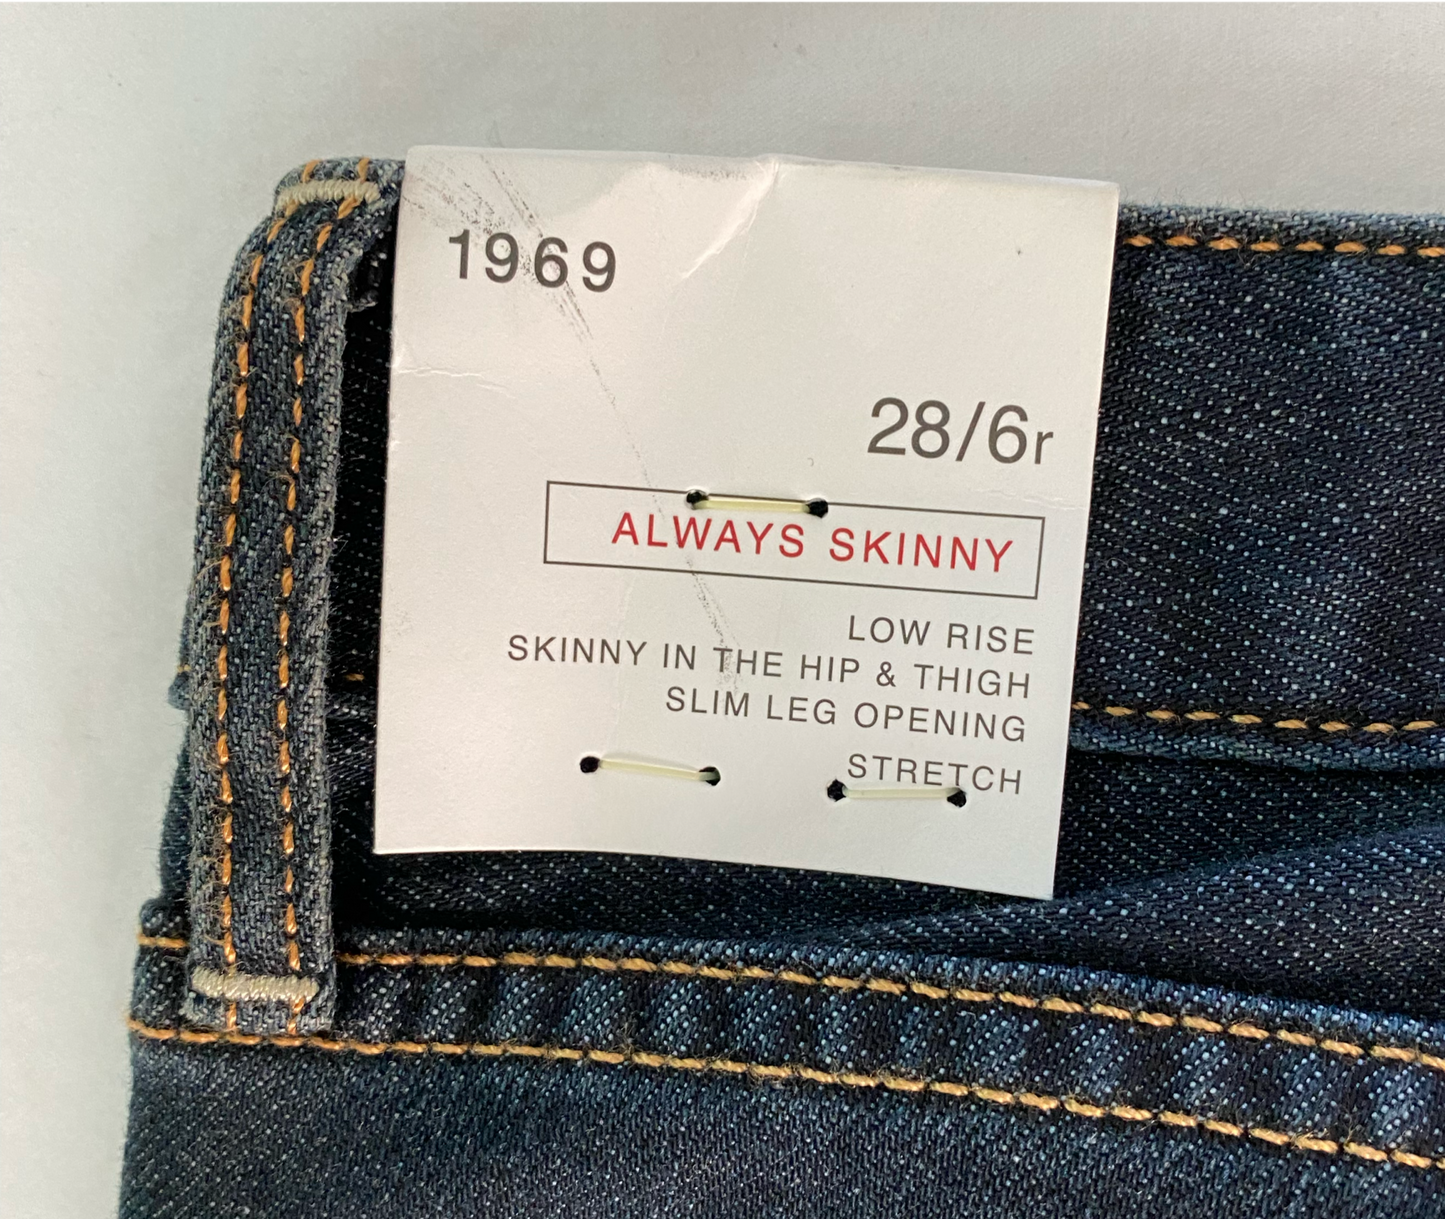 1969
28/6r
ALWAYS SKINNY
LOW RISE
SKINNY IN THE HIP & THIGH
SLIM LEG OPENING
STRETCH